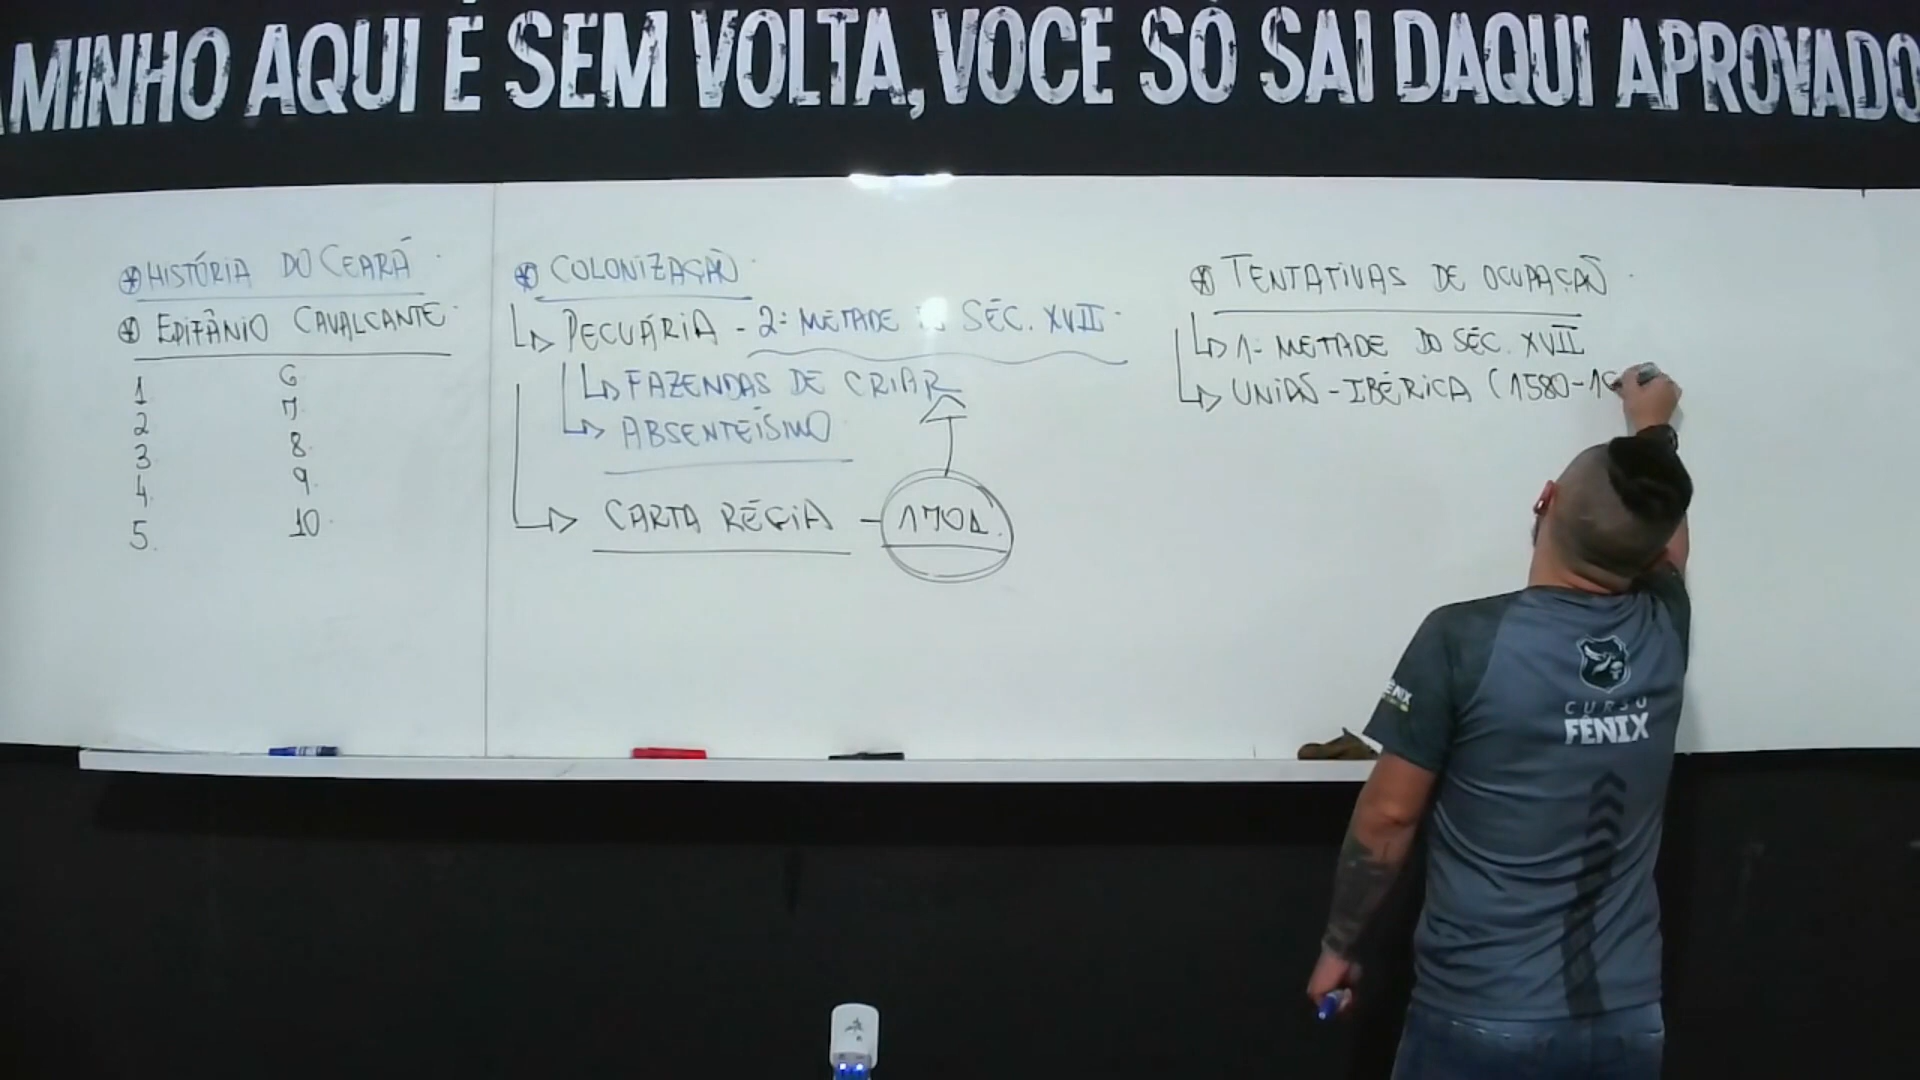 AMINHO AQUI É SEM VOLTA, VOCE SÓ SAI DAQUI APROVADO
HISTÓRIA DO CEARÁ
EPIFÂNIO CAVALCANTE
1 6
2 7
3 8
4. 9
5. 10
COLONIZAÇÃO
PECUÁRIA - 2ª METADE SÉC. XVII
FAZENDAS DE CRIAR
ABSENTEÍSMO
CARTA RÉGIA - 1701.
TENTATIVAS DE OCUPAÇÃO
1ª METADE DO SÉC. XVII
UNIÃO-IBÉRICA (1580-16
ÊNIX
CURSO
FÊNIX